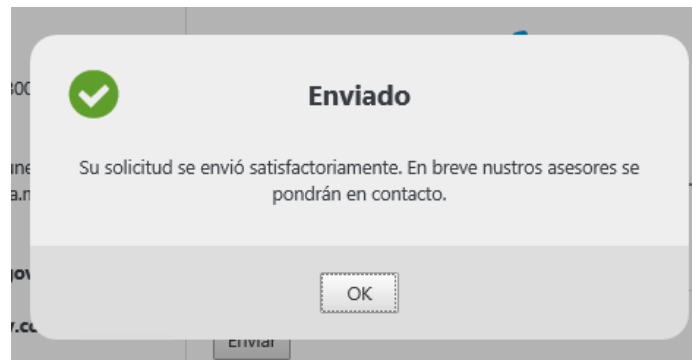 Enviado
Su solicitud se envió satisfactoriamente. En breve nustros asesores se
pondrán en contacto.
OK
Enviar